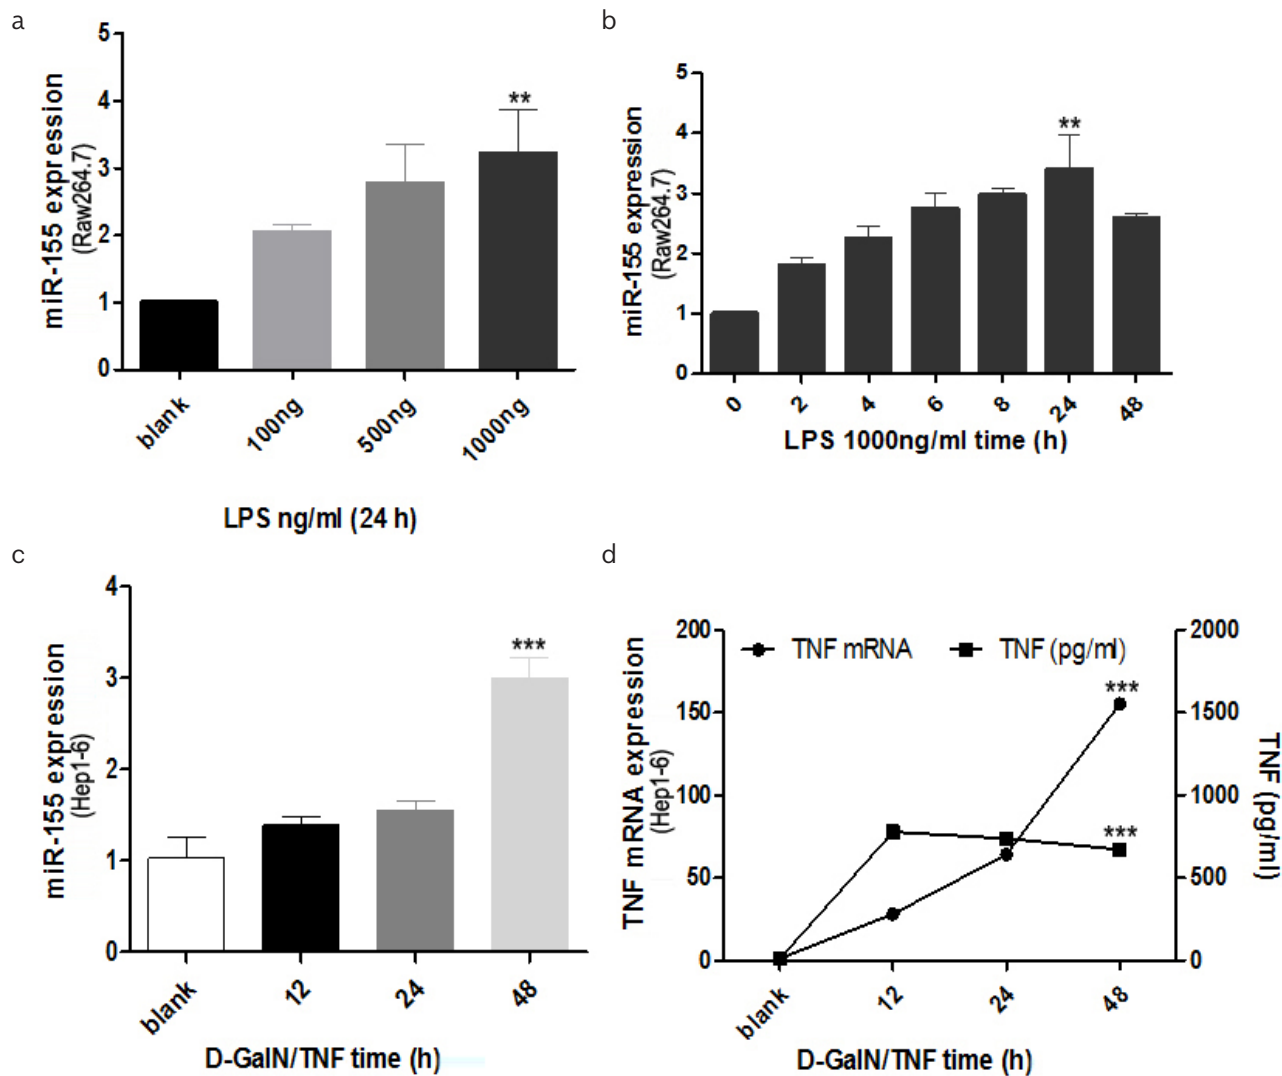 a
5
4
3
2
1
0
miR-155 expression
(Raw264.7)
**
blank
100ng
500ng
1000ng
LPS ng/ml (24 h)
b
5
4
3
2
1
0
miR-155 expression
(Raw264.7)
**
0
2
4
6
8
24
48
LPS 1000ng/ml time (h)
c
4
3
2
1
0
miR-155 expression
(Hep1-6)
***
blank
12
24
48
D-GalN/TNF time (h)
d
200
150
100
50
0
TNF mRNA expression
(Hep1-6)
TNF mRNA
TNF (pg/ml)
***
***
2000
1500
1000
500
0
TNF (pg/ml)
blank
12
24
48
D-GalN/TNF time (h)